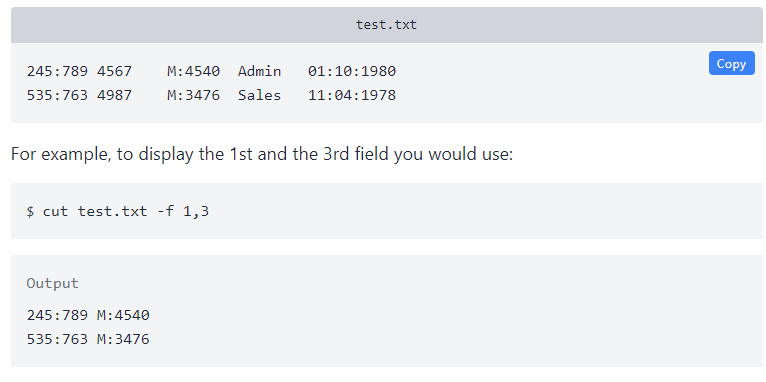 test.txt
Copy
245:789 4567    M:4540  Admin   01:10:1980
535:763 4987    M:3476  Sales   11:04:1978
For example, to display the 1st and the 3rd field you would use:
$ cut test.txt -f 1,3
Output
245:789 M:4540
535:763 M:3476